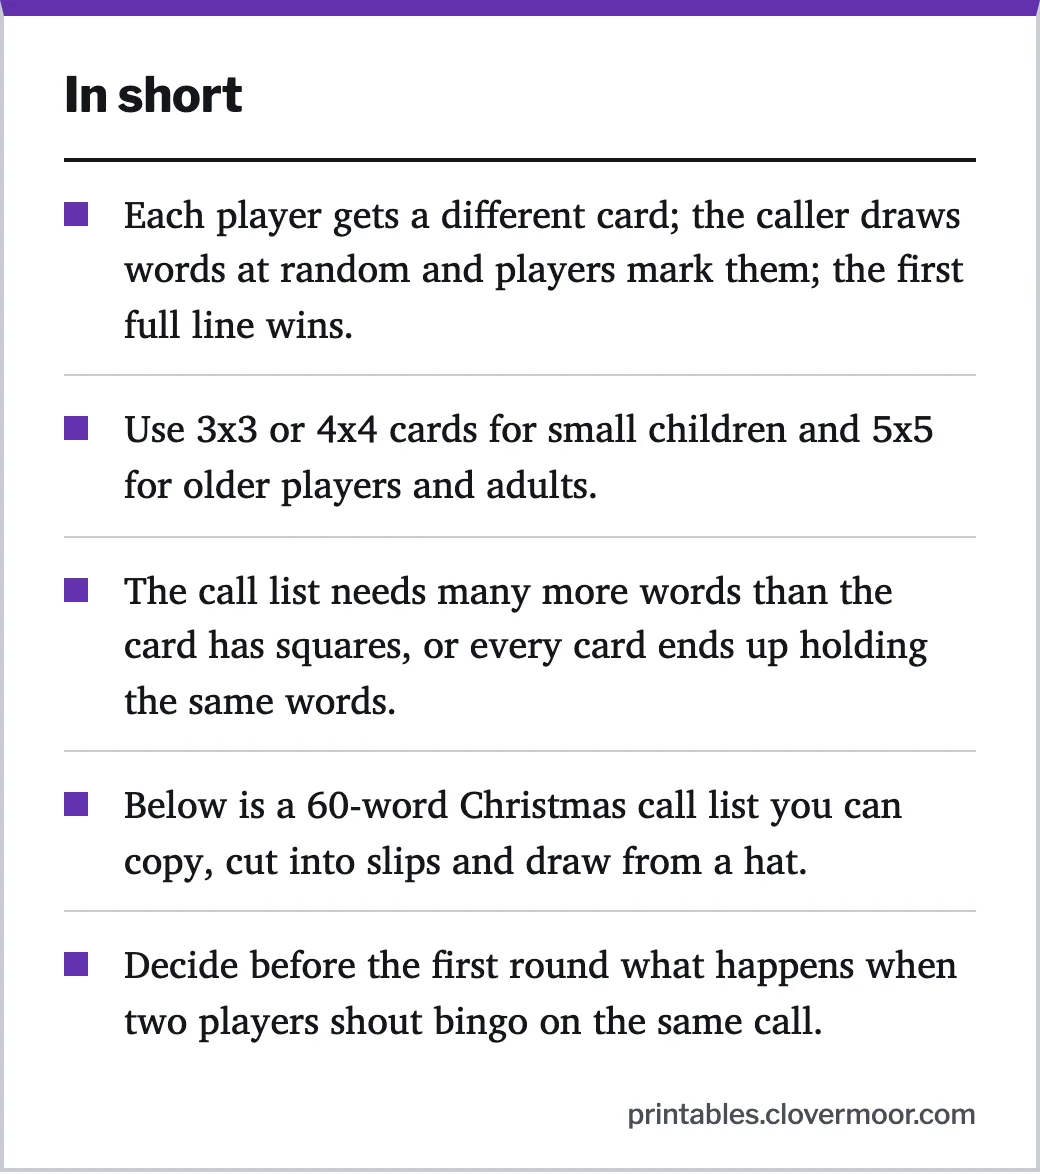 In short
Each player gets a different card; the caller draws
words at random and players mark them; the first
full line wins.
Use 3x3 or 4x4 cards for small children and 5x5
for older players and adults.
The call list needs many more words than the
card has squares, or every card ends up holding
the same words.
Below is a 60-word Christmas call list you can
copy, cut into slips and draw from a hat.
Decide before the first round what happens when
two players shout bingo on the same call.
printables.clovermoor.com